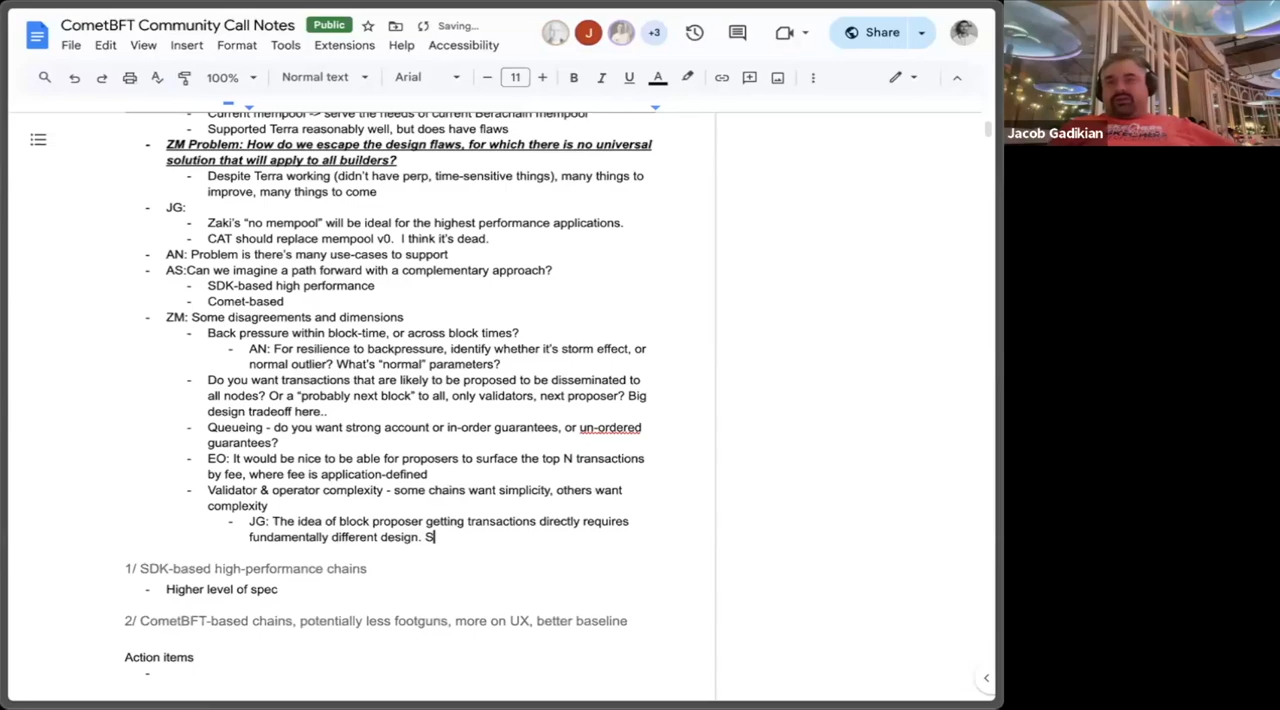 CometBFT Community Call Notes
Public
Saving...
J
+3
Share
File Edit View Insert Format Tools Extensions Help Accessibility
100%
Normal text
Arial
11
B I U A
- Current mempool -> serve the needs of current Berachain mempool
- Supported Terra reasonably well, but does have flaws
- ZM Problem: How do we escape the design flaws, for which there is no universal
solution that will apply to all builders?
- Despite Terra working (didn't have perp, time-sensitive things), many things to
improve, many things to come
- JG:
- Zaki's "no mempool" will be ideal for the highest performance applications.
- CAT should replace mempool v0. I think it's dead.
- AN: Problem is there's many use-cases to support
- AS:Can we imagine a path forward with a complementary approach?
- SDK-based high performance
- Comet-based
- ZM: Some disagreements and dimensions
- Back pressure within block-time, or across block times?
- AN: For resilience to backpressure, identify whether it's storm effect, or
normal outlier? What's "normal" parameters?
- Do you want transactions that are likely to be proposed to be disseminated to
all nodes? Or a "probably next block" to all, only validators, next proposer? Big
design tradeoff here..
- Queueing - do you want strong account or in-order guarantees, or un-ordered
guarantees?
- EO: It would be nice to be able for proposers to surface the top N transactions
by fee, where fee is application-defined
- Validator & operator complexity - some chains want simplicity, others want
complexity
- JG: The idea of block proposer getting transactions directly requires
fundamentally different design. S
1/ SDK-based high-performance chains
- Higher level of spec
2/ CometBFT-based chains, potentially less footguns, more on UX, better baseline
Action items
-
Jacob Gadikian